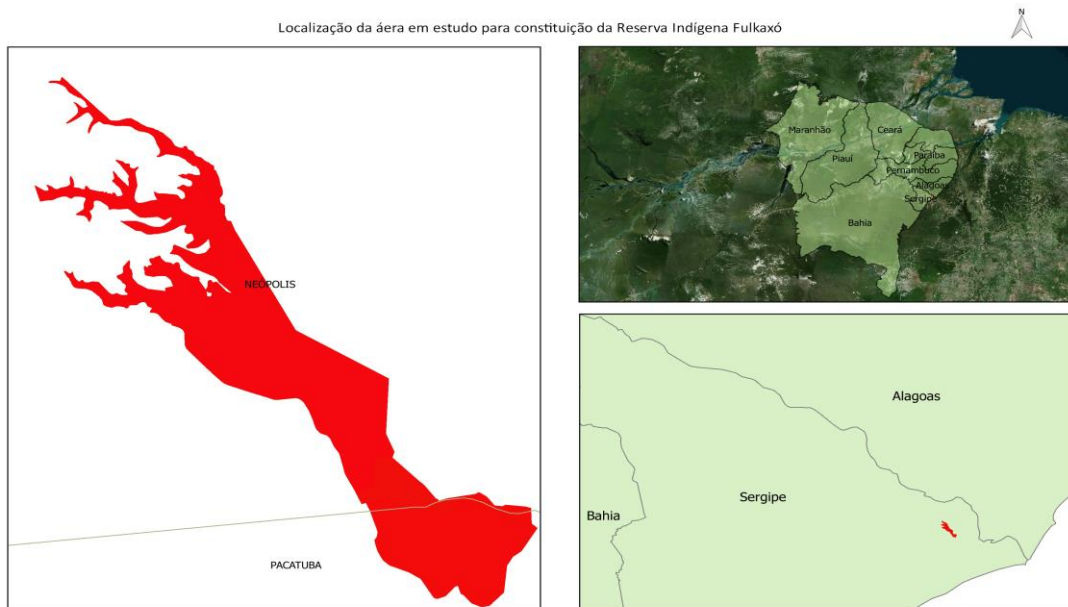 Localização da áera em estudo para constituição da Reserva Indígena Fulkaxó
N
NEÓPOLIS
PACATUBA
Maranhão
Ceará
Piauí
Paraíba
Pernambuco
Alagoas
Sergipe
Bahia
Alagoas
Sergipe
Bahia